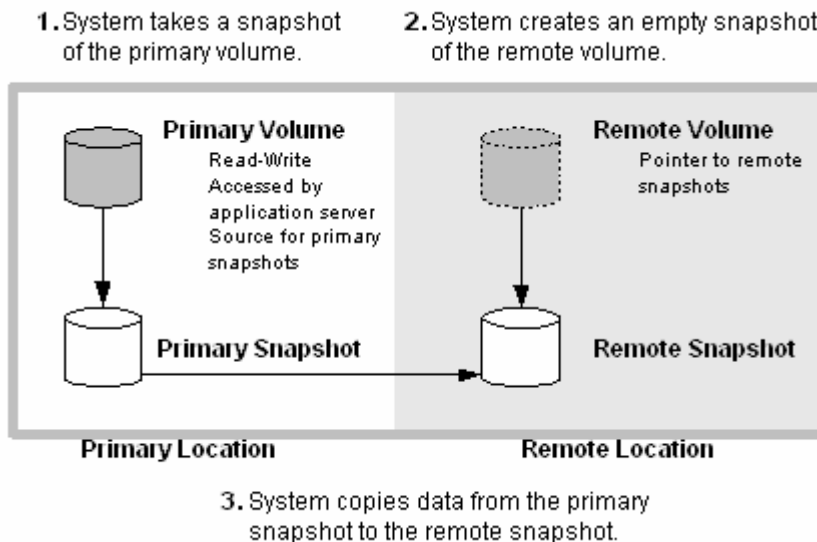 1. System takes a snapshot
of the primary volume.
2. System creates an empty snapshot
of the remote volume.
Primary Volume
Read-Write
Accessed by
application server
Source for primary
snapshots
Remote Volume
Pointer to remote
snapshots
Primary Snapshot
Remote Snapshot
Primary Location
Remote Location
3. System copies data from the primary
snapshot to the remote snapshot.